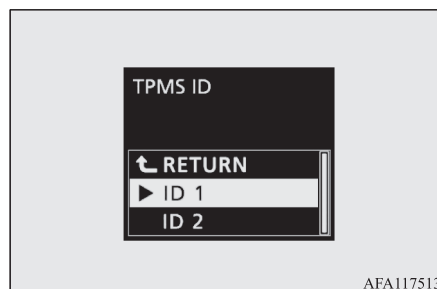 TPMS ID
RETURN
ID 1
ID 2
AFA117513